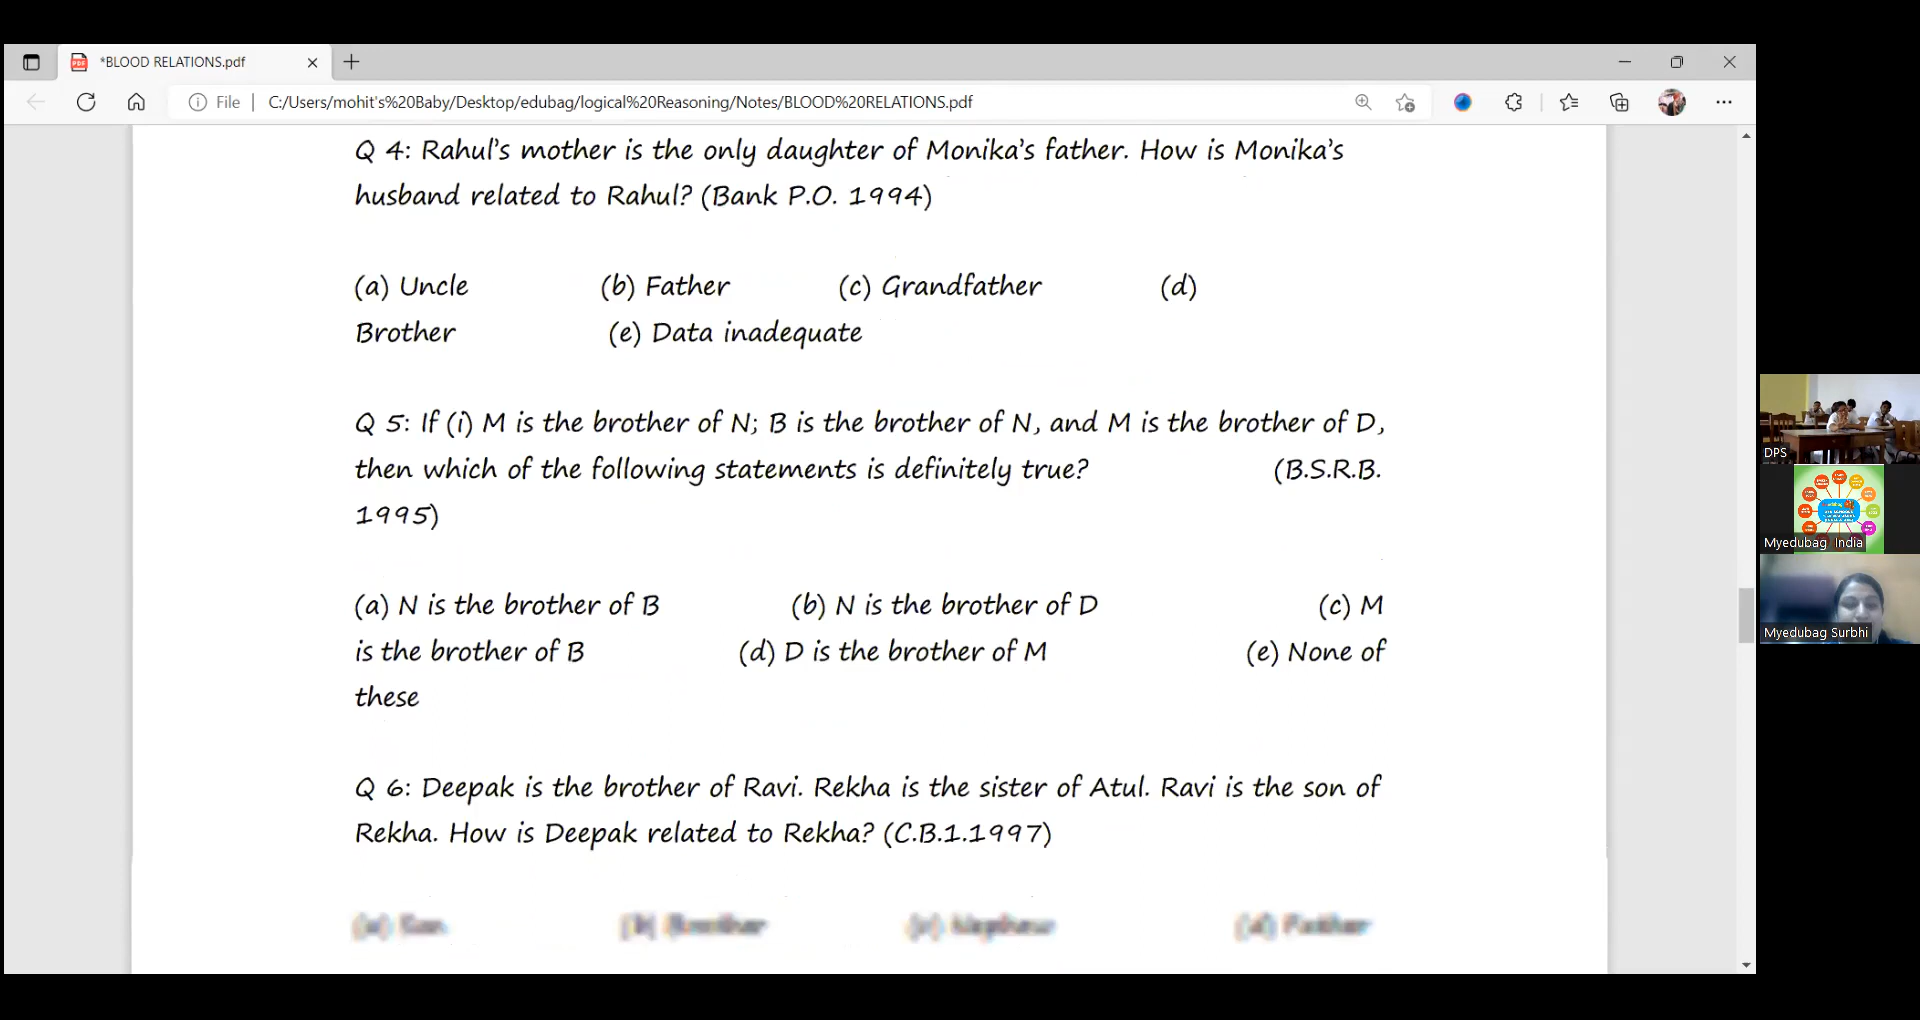 *BLOOD RELATIONS.pdf
File | C:/Users/mohit's%20Baby/Desktop/edubag/logical%20Reasoning/Notes/BLOOD%20RELATIONS.pdf
Q 4: Rahul's mother is the only daughter of Monika's father. How is Monika's
husband related to Rahul? (Bank P.O. 1994)
(a) Uncle (b) Father (c) Grandfather (d)
Brother (e) Data inadequate
Q 5: If (i) M is the brother of N; B is the brother of N, and M is the brother of D,
then which of the following statements is definitely true? (B.S.R.B.
1995)
(a) N is the brother of B (b) N is the brother of D (c) M
is the brother of B (d) D is the brother of M (e) None of
these
Q 6: Deepak is the brother of Ravi. Rekha is the sister of Atul. Ravi is the son of
Rekha. How is Deepak related to Rekha? (C.B.1.1997)
(a) Son (b) Brother (c) Nephew (d) Father
DPS
Myedubag India
Myedubag Surbhi